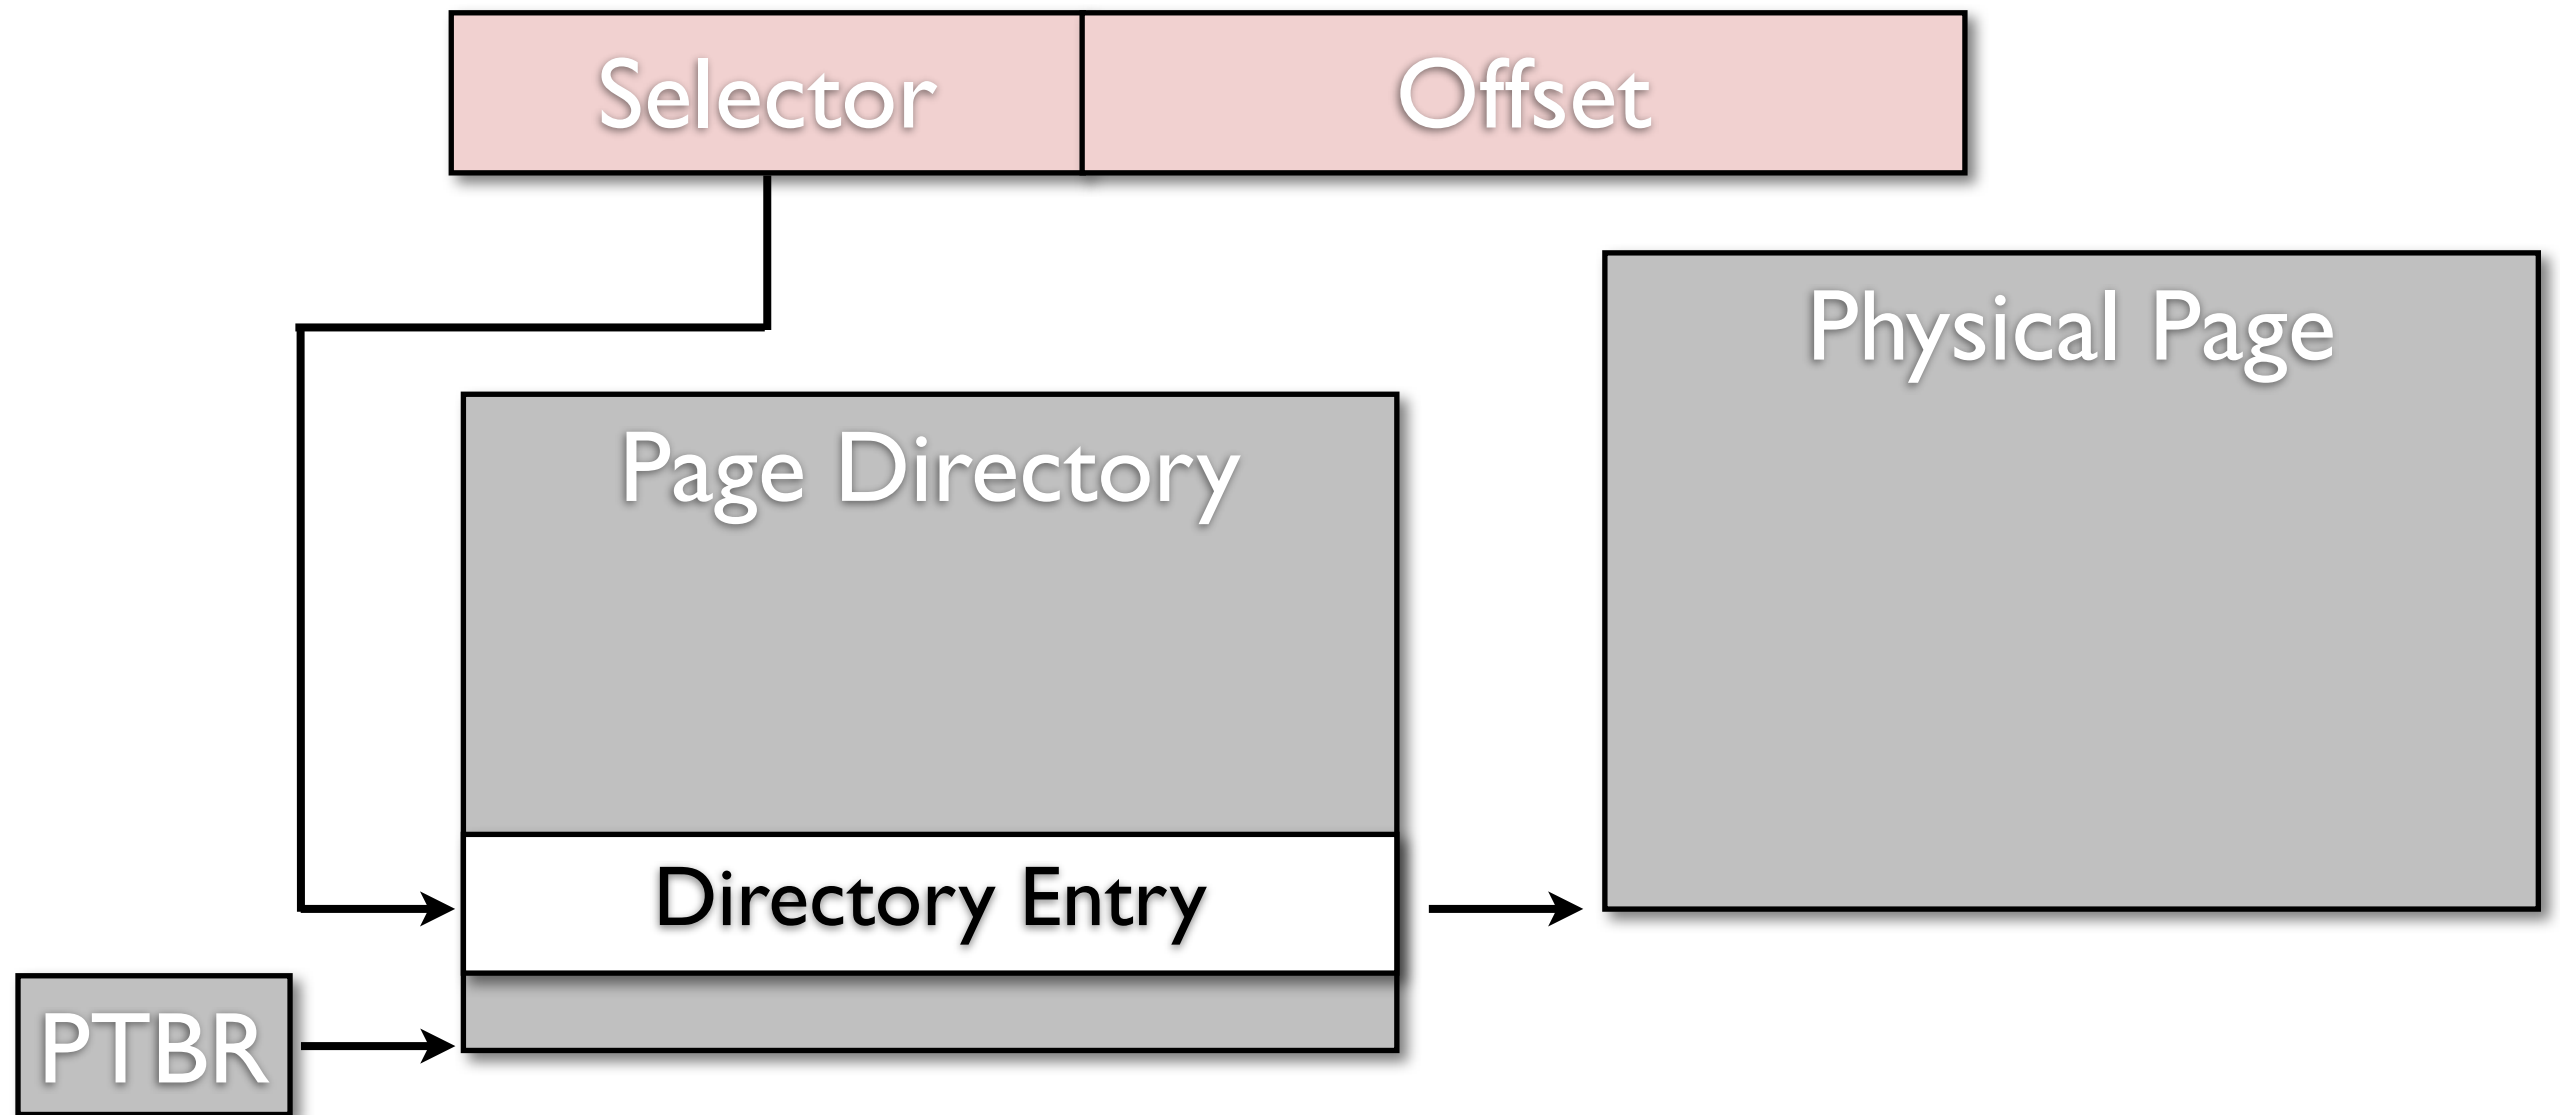 Selector
Offset
Physical Page
Page Directory
Directory Entry
PTBR